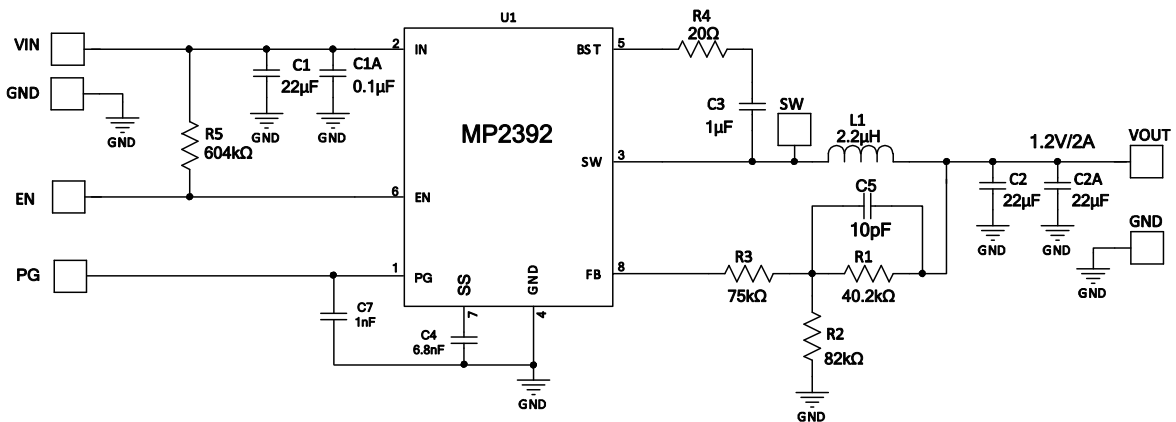 U1
VIN
GND
GND
R5
604kΩ
C1
22µF
GND
C1A
0.1µF
GND
EN
PG
C7
1nF
2
IN
6
EN
1
PG
MP2392
SS
7
GND
4
C4
6.8nF
GND
BST
5
SW
3
FB
8
R4
20Ω
C3
1µF
SW
L1
2.2µH
1.2V/2A
VOUT
C2
22µF
GND
C2A
22µF
GND
GND
GND
C5
10pF
R3
75kΩ
R1
40.2kΩ
R2
82kΩ
GND